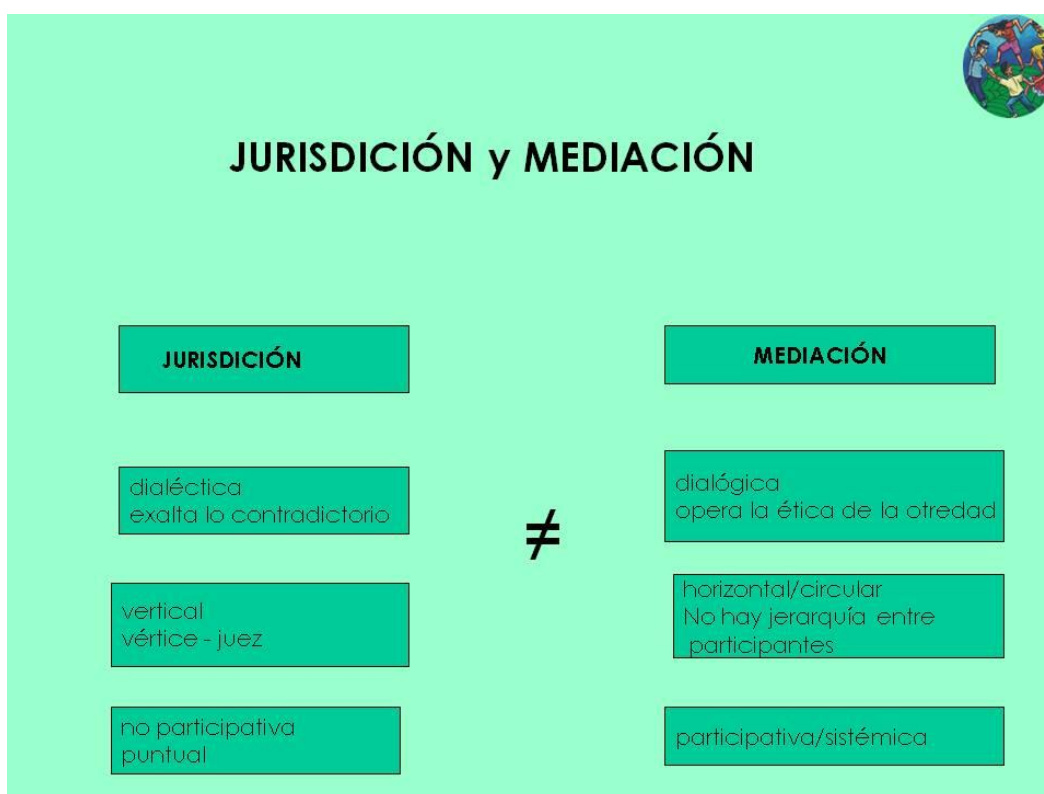 JURISDICIÓN y MEDIACIÓN
JURISDICIÓN
MEDIACIÓN
dialéctica
exalta lo contradictorio
dialógica
opera la ética de la otredad
≠
vertical
vértice - juez
horizontal/circular
No hay jerarquía entre
participantes
no participativa
puntual
participativa/sistémica